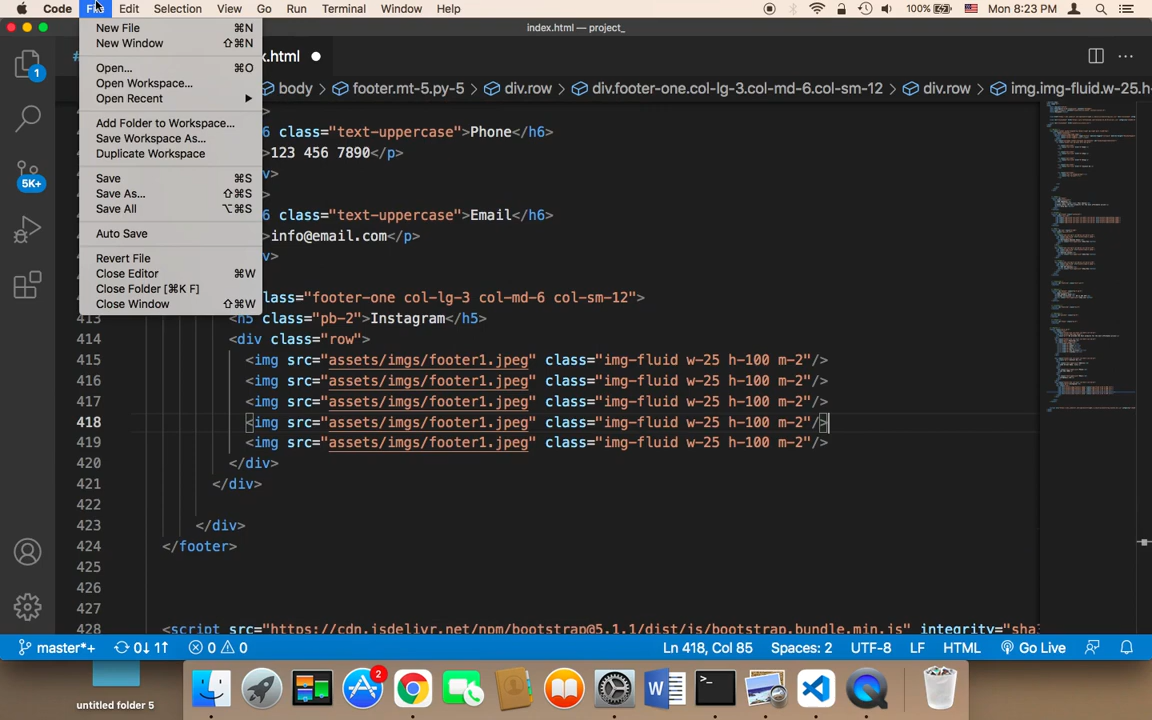 Code File Edit Selection View Go Run Terminal Window Help 100% Mon 8:23 PM
index.html — project_
New File ⌘N
New Window ⇧⌘N
Open... ⌘O
Open Workspace...
Open Recent
Add Folder to Workspace...
Save Workspace As...
Duplicate Workspace
Save ⌘S
Save As... ⇧⌘S
Save All ⌥⌘S
Auto Save
Revert File
Close Editor ⌘W
Close Folder [⌘K F]
Close Window ⇧⌘W
1
5K+
body footer.mt-5.py-5 div.row div.footer-one.col-lg-3.col-md-6.col-sm-12 div.row img.img-fluid.w-25.h-1
6 class="text-uppercase">Phone</h6>
>123 456 7890</p>
>
>
6 class="text-uppercase">Email</h6>
>info@email.com</p>
>
lass="footer-one col-lg-3 col-md-6 col-sm-12">
413 <h5 class="pb-2">Instagram</h5>
414 <div class="row">
415 <img src="assets/imgs/footer1.jpeg" class="img-fluid w-25 h-100 m-2"/>
416 <img src="assets/imgs/footer1.jpeg" class="img-fluid w-25 h-100 m-2"/>
417 <img src="assets/imgs/footer1.jpeg" class="img-fluid w-25 h-100 m-2"/>
418 <img src="assets/imgs/footer1.jpeg" class="img-fluid w-25 h-100 m-2"/>
419 <img src="assets/imgs/footer1.jpeg" class="img-fluid w-25 h-100 m-2"/>
420 </div>
421 </div>
422
423 </div>
424 </footer>
425
426
427
428 <script src="https://cdn.jsdelivr.net/npm/bootstrap@5.1.1/dist/js/bootstrap.bundle.min.js" integrity="sha
master*+ 0↓ 1↑ 0 0 Ln 418, Col 85 Spaces: 2 UTF-8 LF HTML Go Live
2
untitled folder 5